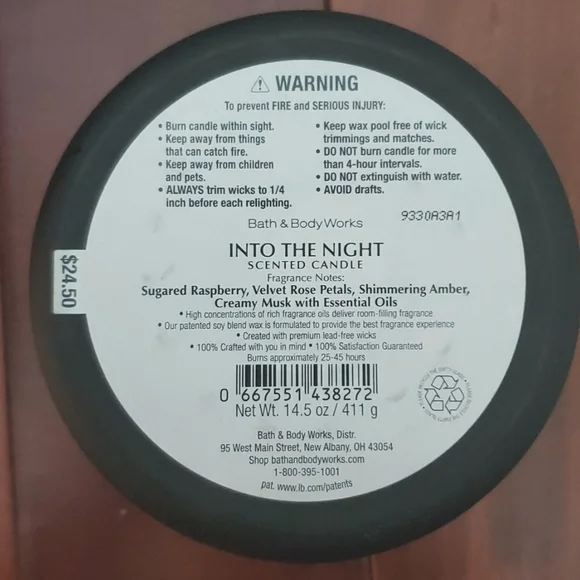 WARNING
To prevent FIRE and SERIOUS INJURY:
• Burn candle within sight.
• Keep away from things
that can catch fire.
• Keep away from children
and pets.
• ALWAYS trim wicks to 1/4
inch before each relighting.
• Keep wax pool free of wick
trimmings and matches.
• DO NOT burn candle for more
than 4-hour intervals.
• DO NOT extinguish with water.
• AVOID drafts.
9330A3A1
Bath & Body Works
INTO THE NIGHT
SCENTED CANDLE
Fragrance Notes:
Sugared Raspberry, Velvet Rose Petals, Shimmering Amber,
Creamy Musk with Essential Oils
• High concentrations of rich fragrance oils deliver room-filling fragrance
• Our patented soy blend wax is formulated to provide the best fragrance experience
• Created with premium lead-free wicks
• 100% Crafted with you in mind • 100% Satisfaction Guaranteed
Burns approximately 25-45 hours
$24.50
0 667551 438272
Net Wt. 14.5 oz / 411 g
Bath & Body Works, Distr.
95 West Main Street, New Albany, OH 43054
Shop bathandbodyworks.com
1-800-395-1001
pat. www.lb.com/patents